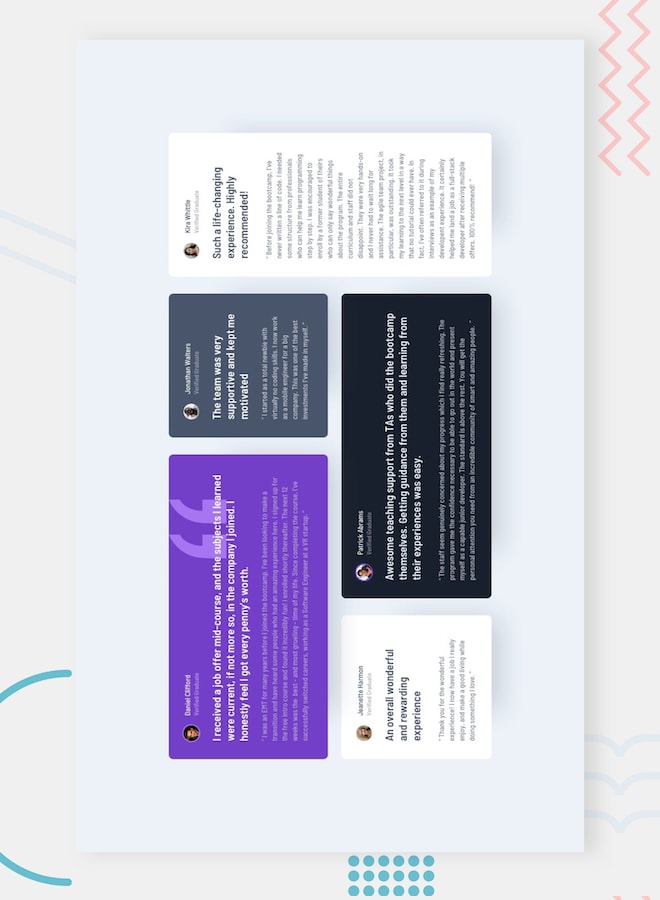 Daniel Clifford
Verified Graduate
I received a job offer mid-course, and the subjects I learned
were current, if not more so, in the company I joined. I
honestly feel I got every penny's worth.
" I was an EMT for many years before I joined the bootcamp. I've been looking to make a
transition and have heard some people who had an amazing experience here. I signed up for
the free intro course and found it incredibly fun! I enrolled shortly thereafter. The next 12
weeks was the best - and most grueling - time of my life. Since completing the course, I've
successfully switched careers, working as a Software Engineer at a VR startup.
Jonathan Walters
Verified Graduate
The team was very
supportive and kept me
motivated
" I started as a total newbie with
virtually no coding skills. I now work
as a mobile engineer for a big
company. This was one of the best
investments I've made in myself. "
Kira Whittle
Verified Graduate
Such a life-changing
experience. Highly
recommended!
" Before joining the bootcamp, I've
never written a line of code. I needed
some structure from professionals
who can help me learn programming
step by step. I was encouraged to
enroll by a former student of theirs
who can only say wonderful things
about the program. The entire
curriculum and staff did not
disappoint. They were very hands-on
and I never had to wait long for
assistance. The agile team project, in
particular, was outstanding. It took
my learning to the next level in a way
that no tutorial could ever have. In
fact, I've often referred to it during
interviews as an example of my
developent experience. It certainly
helped me land a job as a full-stack
developer after receiving multiple
offers. 100% recommend! "
Jeanette Harmon
Verified Graduate
An overall wonderful
and rewarding
experience
" Thank you for the wonderful
experience! I now have a job I really
enjoy, and make a good living while
doing something I love. "
Patrick Abrams
Verified Graduate
Awesome teaching support from TAs who did the bootcamp
themselves. Getting guidance from them and learning from
their experiences was easy.
" The staff seem genuinely concerned about my progress which I find really refreshing. The
program gave me the confidence necessary to be able to go out in the world and present
myself as a capable junior developer. The standard is above the rest. You will get the
personal attention you need from an incredible community of smart and amazing people. "